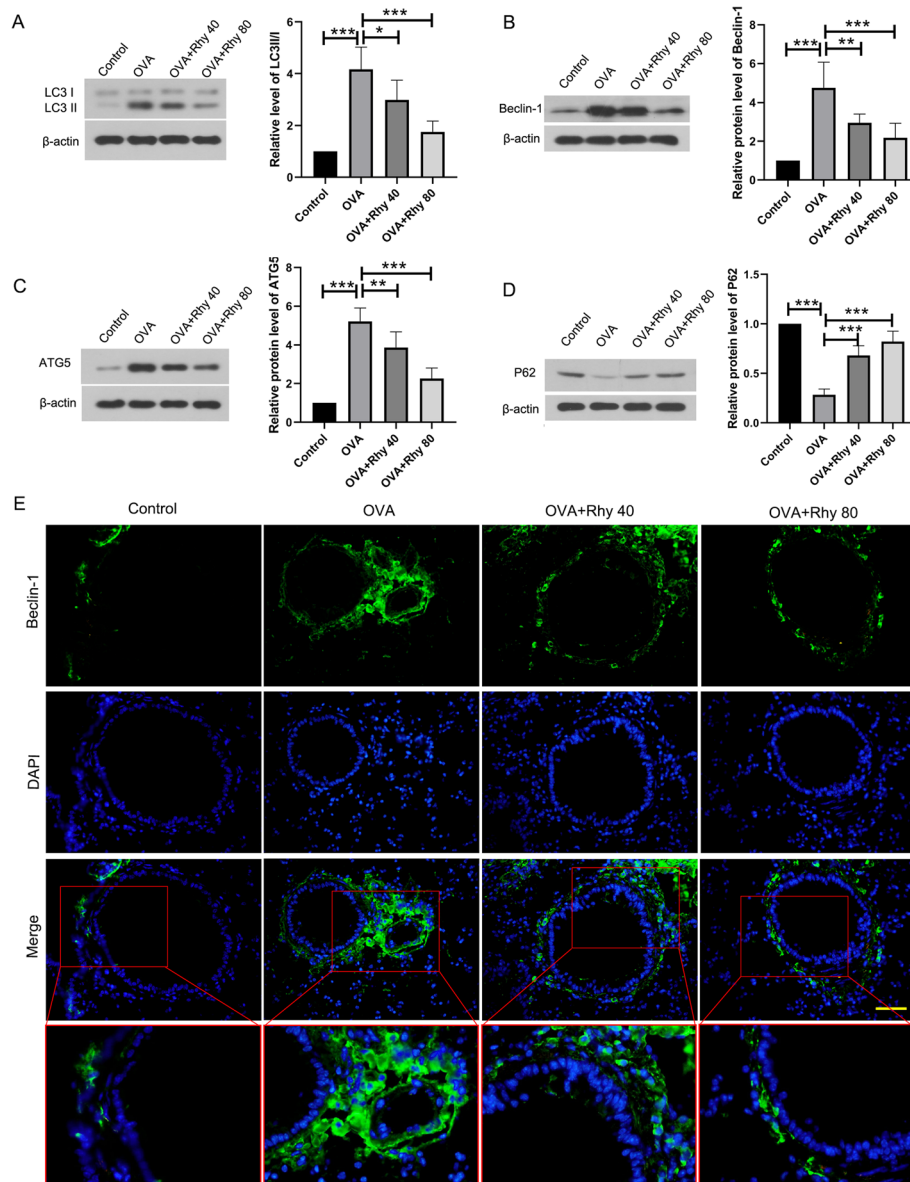 A
Control
OVA
OVA+Rhy 40
OVA+Rhy 80
LC3 I
LC3 II
β-actin
Relative level of LC3II/I
8
6
4
2
0
***
*
***
Control
OVA
OVA+Rhy 40
OVA+Rhy 80
B
Control
OVA
OVA+Rhy 40
OVA+Rhy 80
Beclin-1
β-actin
Relative protein level of Beclin-1
8
6
4
2
0
***
**
***
Control
OVA
OVA+Rhy 40
OVA+Rhy 80
C
Control
OVA
OVA+Rhy 40
OVA+Rhy 80
ATG5
β-actin
Relative protein level of ATG5
8
6
4
2
0
***
**
***
Control
OVA
OVA+Rhy 40
OVA+Rhy 80
D
Control
OVA
OVA+Rhy 40
OVA+Rhy 80
P62
β-actin
Relative protein level of P62
1.5
1.0
0.5
0.0
***
***
***
Control
OVA
OVA+Rhy 40
OVA+Rhy 80
E
Control OVA OVA+Rhy 40 OVA+Rhy 80
Beclin-1
DAPI
Merge